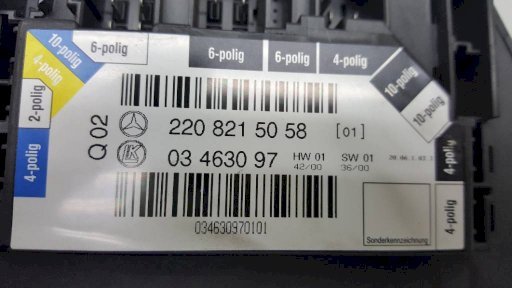 10-polig
4-polig
6-polig
6-polig
6-polig
4-polig
10-polig
10-polig
2-polig
4-polig
Q 02
220 821 50 58 [01]
03 4630 97 HW 01 SW 01
42/00 36/00
034630970101
Sonderkennzeichnung
4-polig
4-polig